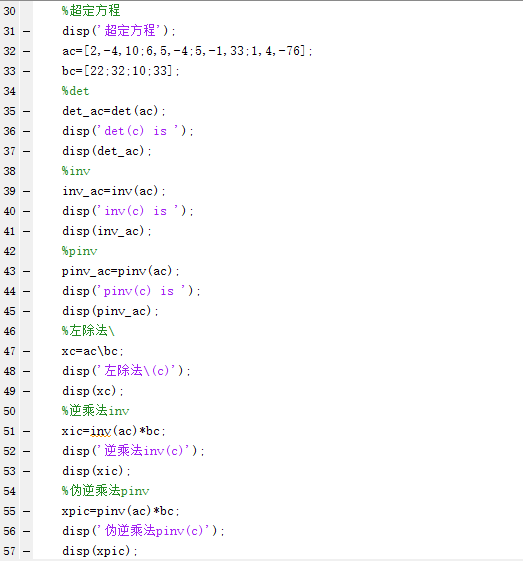 30 %超定方程
31 — disp('超定方程');
32 — ac=[2,-4,10;6,5,-4;5,-1,33;1,4,-76];
33 — bc=[22;32;10;33];
34 %det
35 — det_ac=det(ac);
36 — disp('det(c) is ');
37 — disp(det_ac);
38 %inv
39 — inv_ac=inv(ac);
40 — disp('inv(c) is ');
41 — disp(inv_ac);
42 %pinv
43 — pinv_ac=pinv(ac);
44 — disp('pinv(c) is ');
45 — disp(pinv_ac);
46 %左除法\
47 — xc=ac\bc;
48 — disp('左除法\(c)');
49 — disp(xc);
50 %逆乘法inv
51 — xic=inv(ac)*bc;
52 — disp('逆乘法inv(c)');
53 — disp(xic);
54 %伪逆乘法pinv
55 — xpic=pinv(ac)*bc;
56 — disp('伪逆乘法pinv(c)');
57 — disp(xpic);